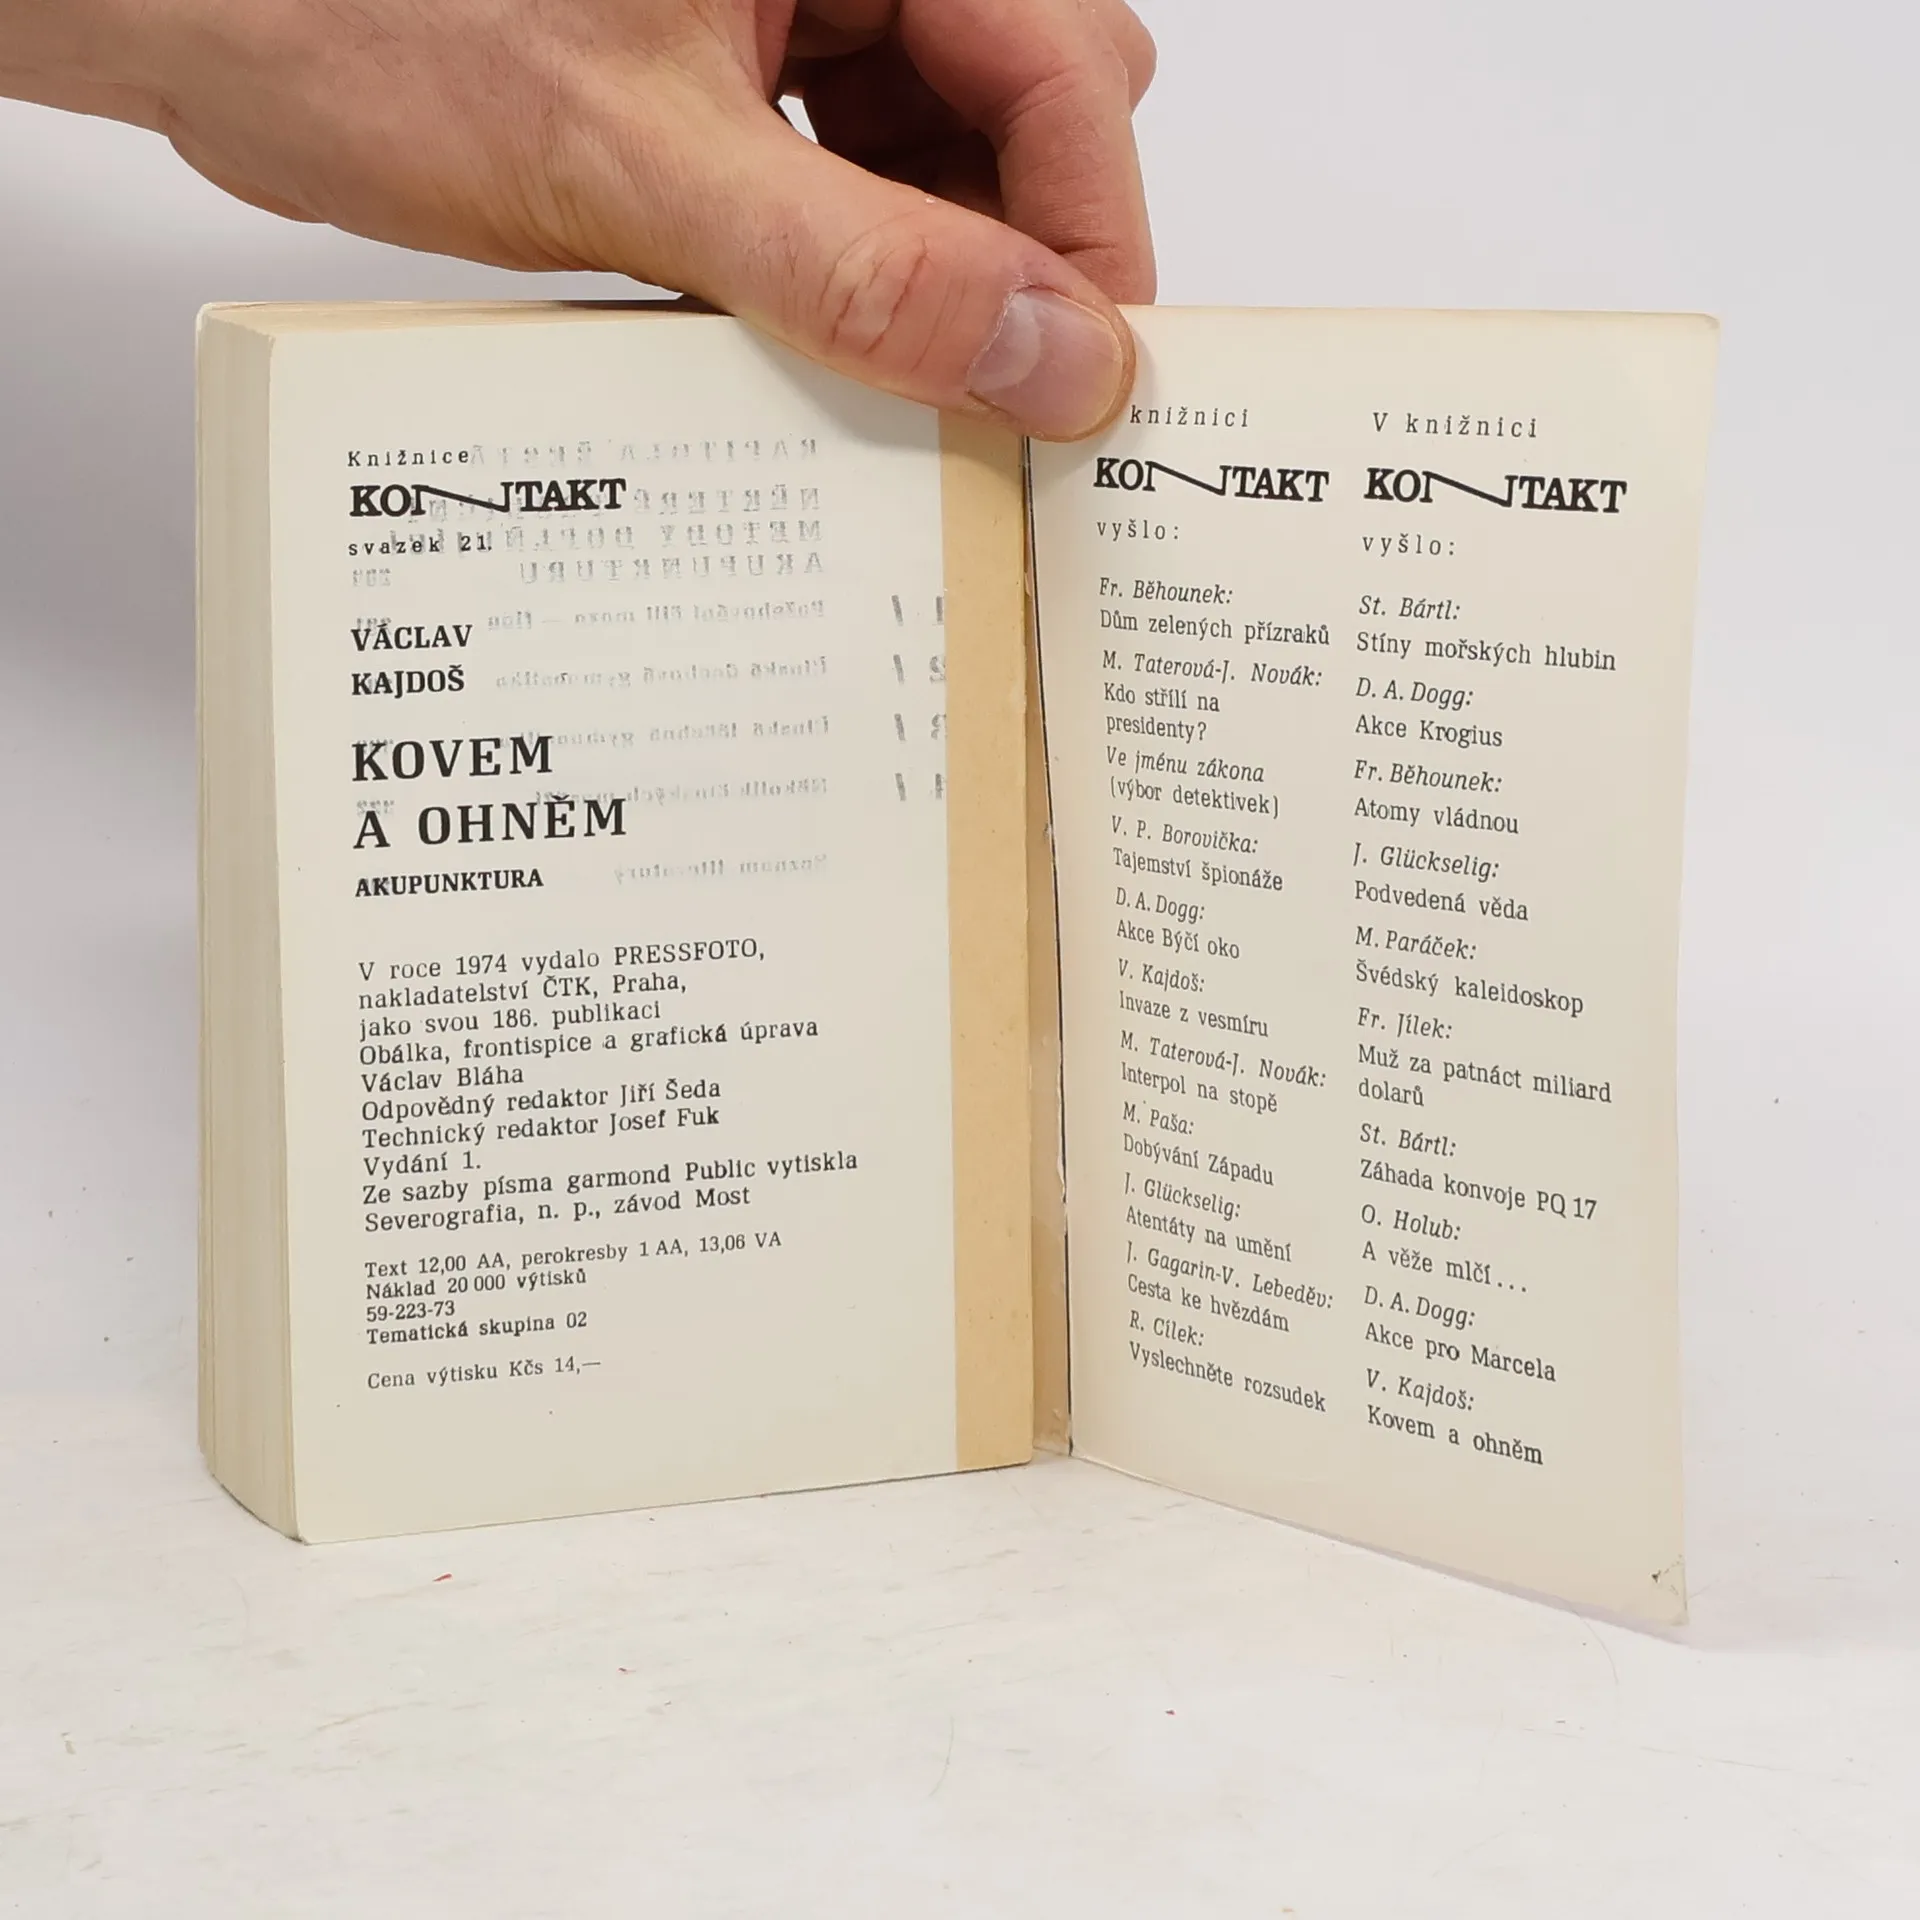 Knižnice
KONTAKT
svazek 21.
VÁCLAV
KAJDOŠ
KOVEM
A OHNĚM
AKUPUNKTURA
V roce 1974 vydalo PRESSFOTO,
nakladatelství ČTK, Praha,
jako svou 186. publikaci
Obálka, frontispice a grafická úprava
Václav Bláha
Odpovědný redaktor Jiří Šeda
Technický redaktor Josef Fuk
Vydání 1.
Ze sazby písma garmond Public vytiskla
Severografia, n. p., závod Most
Text 12,00 AA, perokresby 1 AA, 13,06 VA
Náklad 20 000 výtisků
59-223-73
Tematická skupina 02
Cena výtisku Kčs 14,—
knižnici
KONTAKT
vyšlo:
Fr. Běhounek:
Dům zelených přízraků
M. Taterová-J. Novák:
Kdo střílí na
presidenty?
Ve jménu zákona
(výbor detektivek)
V. P. Borovička:
Tajemství špionáže
D. A. Dogg:
Akce Býčí oko
V. Kajdoš:
Invaze z vesmíru
M. Taterová-J. Novák:
Interpol na stopě
M. Paša:
Dobývání Západu
J. Glückselig:
Atentáty na umění
J. Gagarin-V. Lebeděv:
Cesta ke hvězdám
R. Cílek:
Vyslechněte rozsudek
V knižnici
KONTAKT
vyšlo:
St. Bártl:
Stíny mořských hlubin
D. A. Dogg:
Akce Krogius
Fr. Běhounek:
Atomy vládnou
J. Glückselig:
Podvedená věda
M. Paráček:
Švédský kaleidoskop
Fr. Jílek:
Muž za patnáct miliard
dolarů
St. Bártl:
Záhada konvoje PQ 17
O. Holub:
A věže mlčí...
D. A. Dogg:
Akce pro Marcela
V. Kajdoš:
Kovem a ohněm